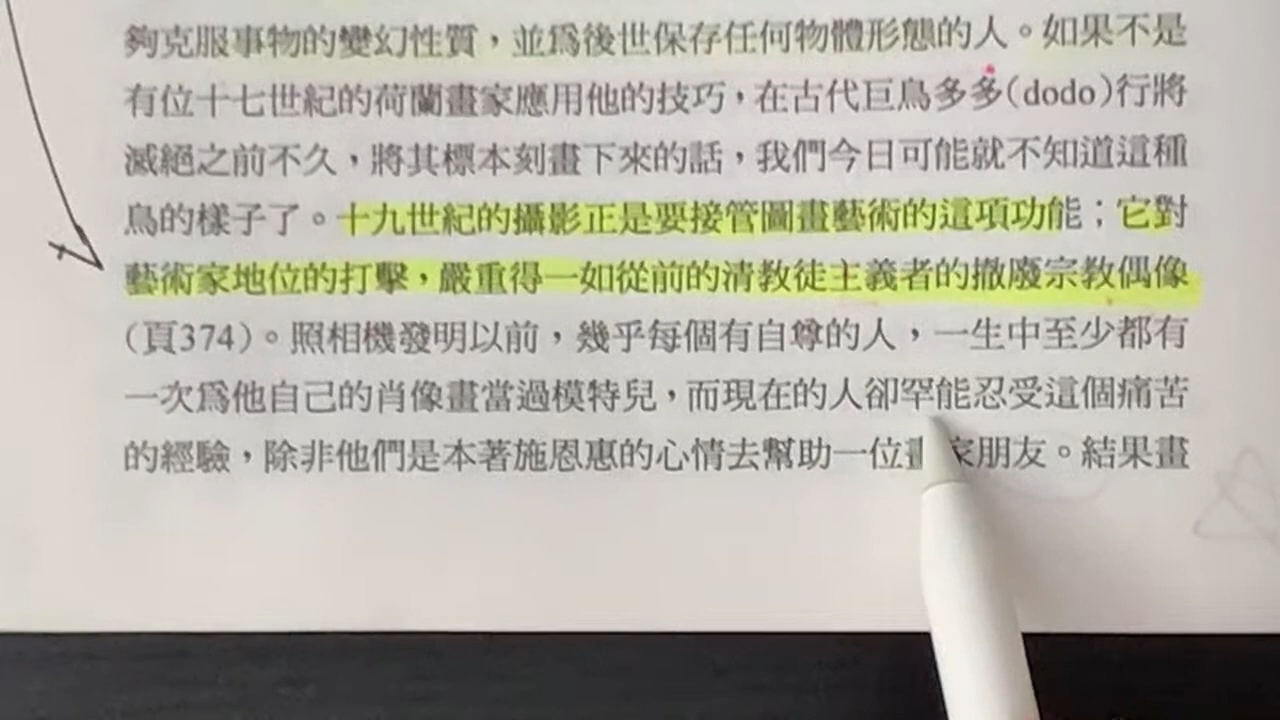 夠克服事物的變幻性質，並爲後世保存任何物體形態的人。如果不是
有位十七世紀的荷蘭畫家應用他的技巧，在古代巨鳥多多（dodo）行將
滅絕之前不久，將其標本刻畫下來的話，我們今日可能就不知道這種
鳥的樣子了。十九世紀的攝影正是要接管圖畫藝術的這項功能；它對
藝術家地位的打擊，嚴重得一如從前的清教徒主義者的撤廢宗教偶像
（頁374）。照相機發明以前，幾乎每個有自尊的人，一生中至少都有
一次爲他自己的肖像畫當過模特兒，而現在的人卻罕能忍受這個痛苦
的經驗，除非他們是本著施恩惠的心情去幫助一位畫家朋友。結果畫